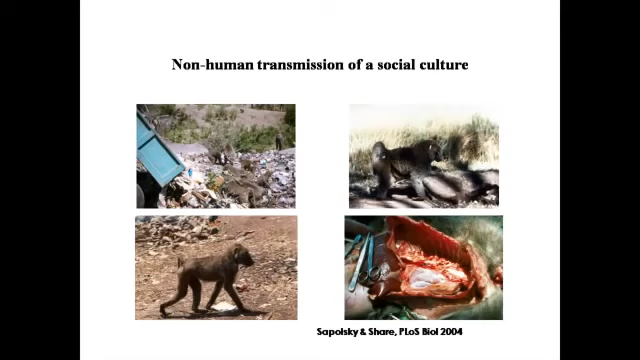 Non-human transmission of a social culture
Sapolsky & Share, PLoS Biol 2004